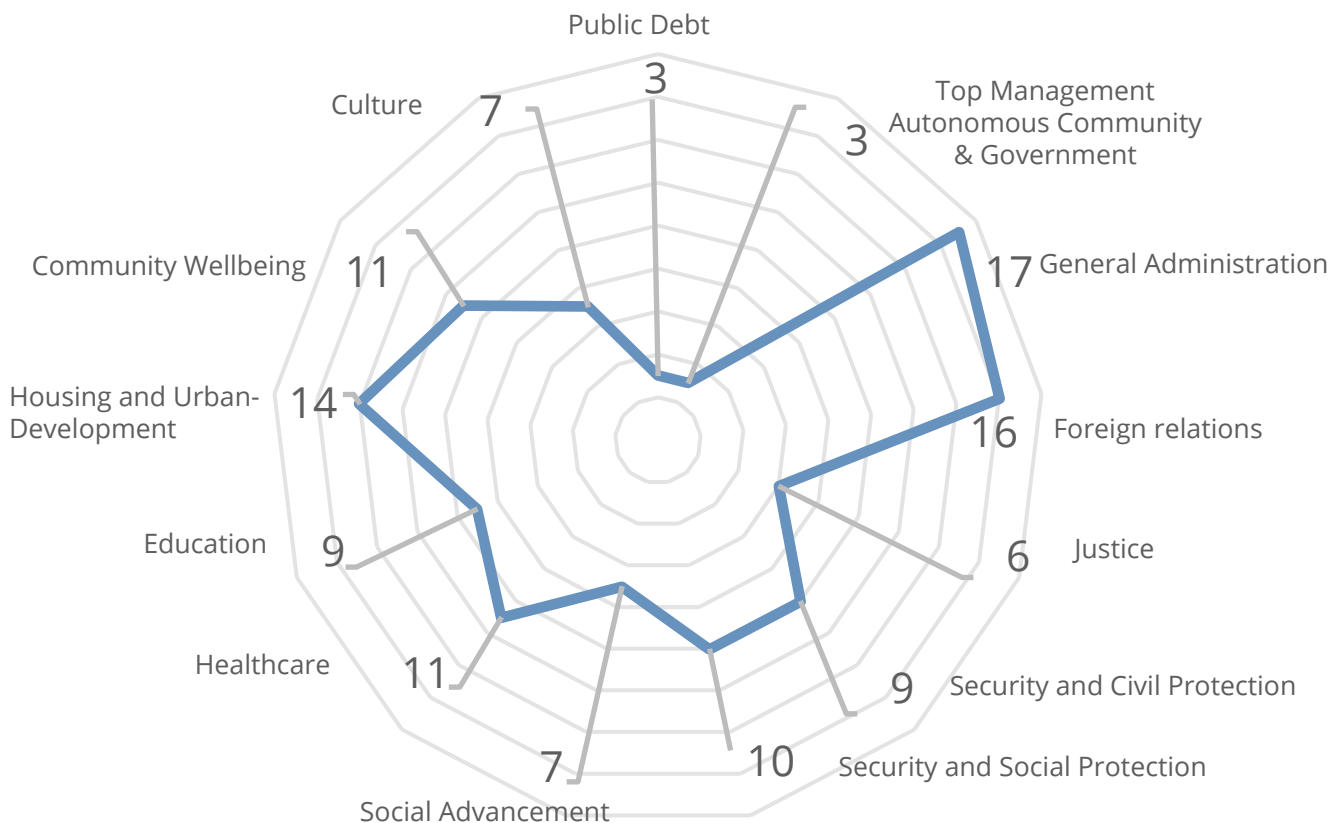 Public Debt
3
Top Management
Autonomous Community
& Government
3
17
General Administration
16
Foreign relations
6
Justice
9
Security and Civil Protection
10
Security and Social Protection
7
Social Advancement
11
Healthcare
9
Education
14
Housing and Urban-
Development
11
Community Wellbeing
7
Culture